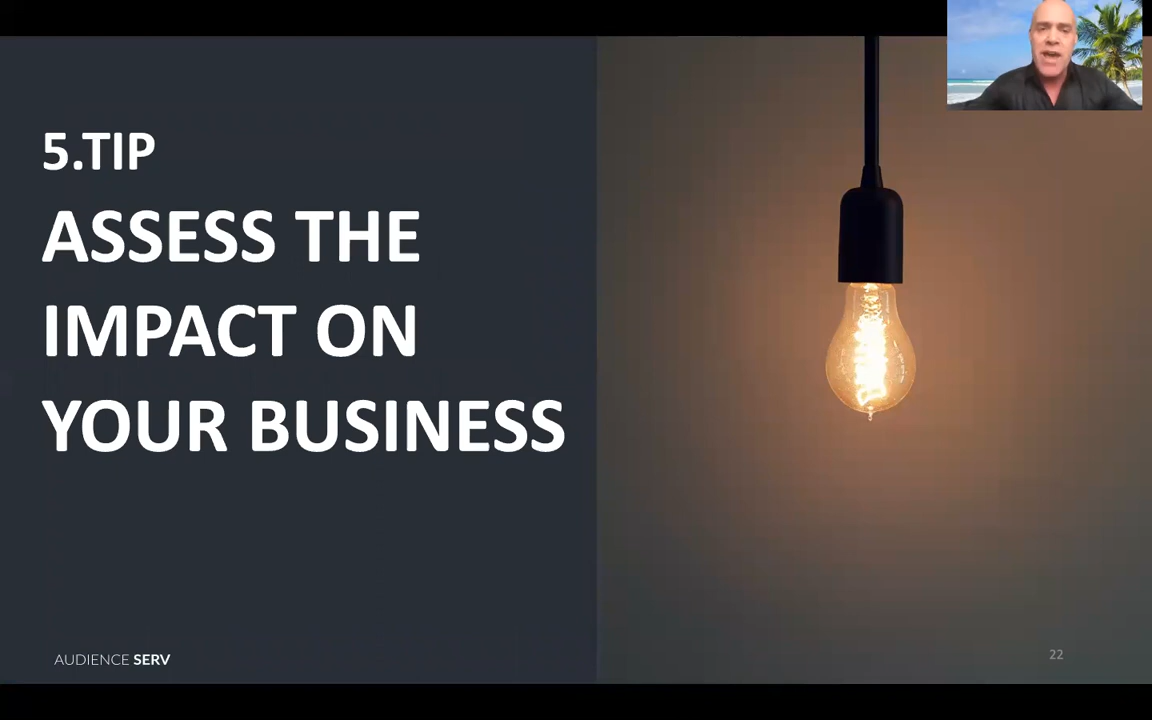 5.TIP
ASSESS THE
IMPACT ON
YOUR BUSINESS
AUDIENCE SERV
22